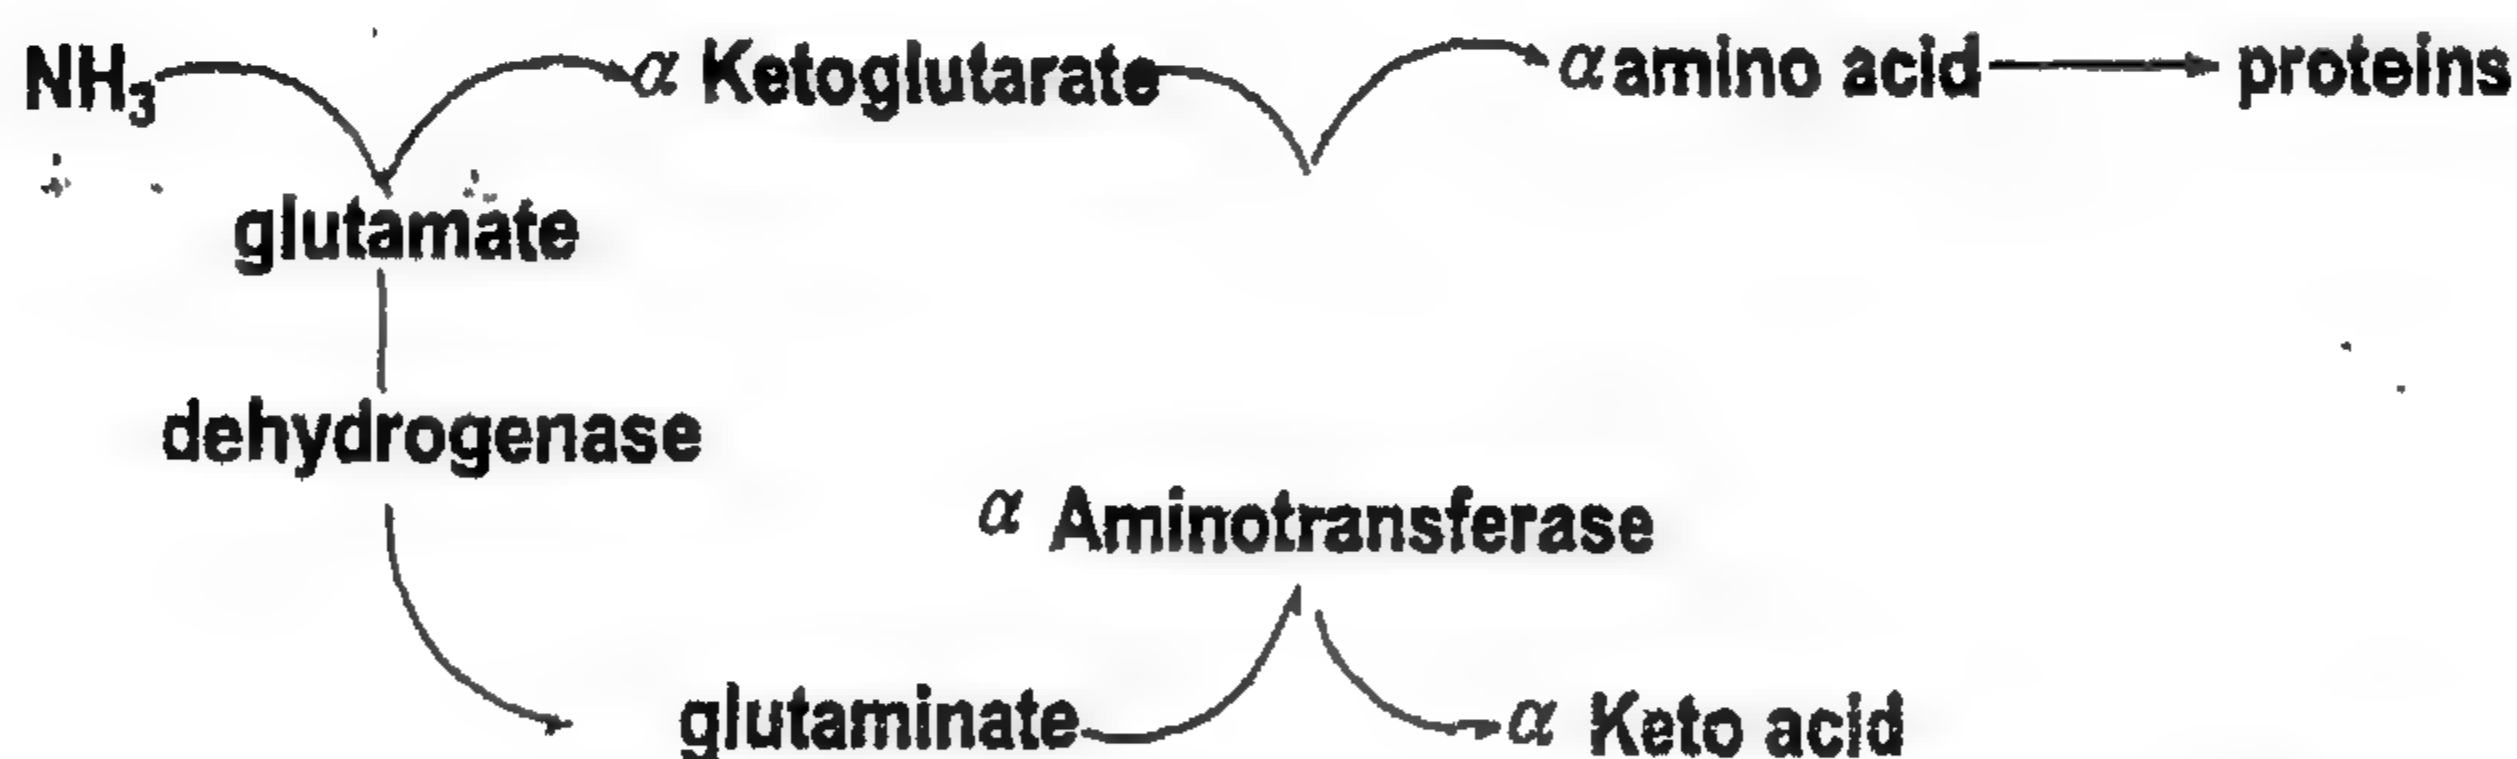 NH₃ α Ketoglutarate α amino acid proteins
glutamate
dehydrogenase
α Aminotransferase
glutaminate α Keto acid